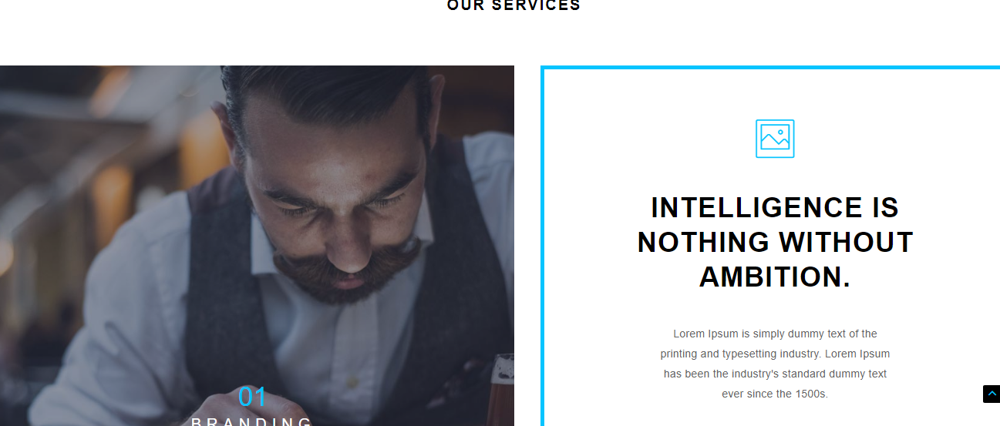 OUR SERVICES
01
BRANDING
INTELLIGENCE IS
NOTHING WITHOUT
AMBITION.
Lorem Ipsum is simply dummy text of the
printing and typesetting industry. Lorem Ipsum
has been the industry's standard dummy text
ever since the 1500s.